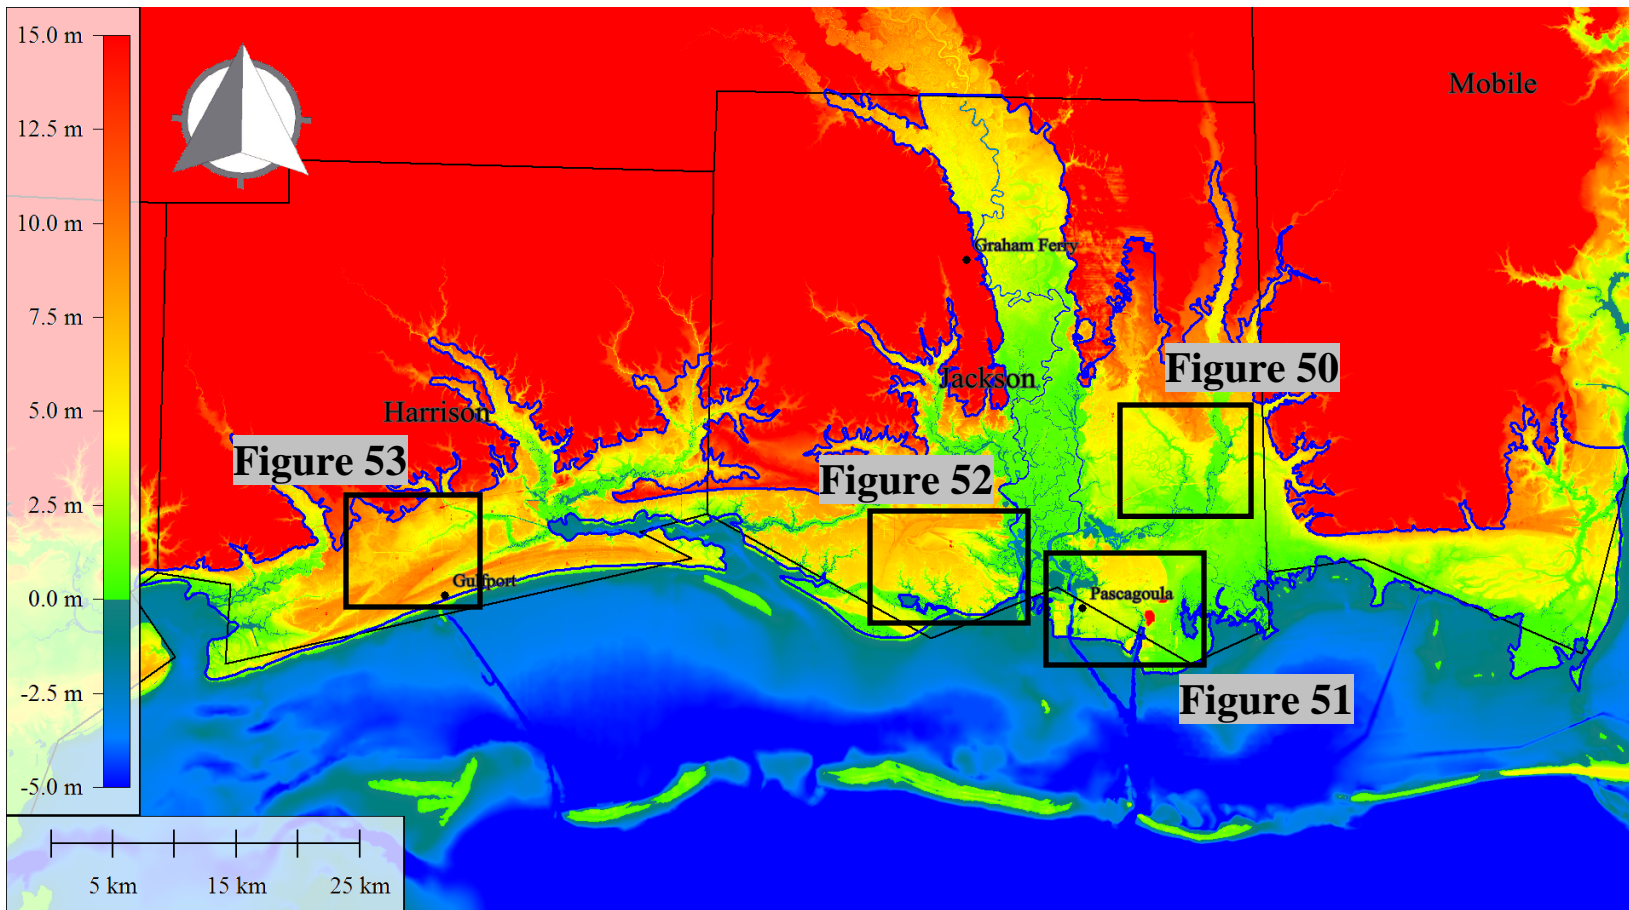 15.0 m
12.5 m
10.0 m
7.5 m
5.0 m
2.5 m
0.0 m
-2.5 m
-5.0 m
5 km 15 km 25 km
Mobile
Graham Ferry
Figure 50
Jackson
Harrison
Figure 53
Figure 52
Gulfport
Pascagoula
Figure 51